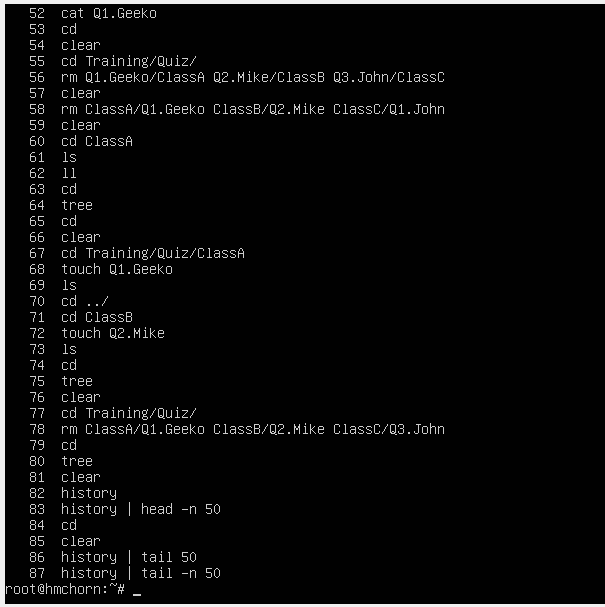 52 cat Q1.Geeko
53 cd
54 clear
55 cd Training/Quiz/
56 rm Q1.Geeko/ClassA Q2.Mike/ClassB Q3.John/ClassC
57 clear
58 rm ClassA/Q1.Geeko ClassB/Q2.Mike ClassC/Q1.John
59 clear
60 cd ClassA
61 ls
62 ll
63 cd
64 tree
65 cd
66 clear
67 cd Training/Quiz/ClassA
68 touch Q1.Geeko
69 ls
70 cd ../
71 cd ClassB
72 touch Q2.Mike
73 ls
74 cd
75 tree
76 clear
77 cd Training/Quiz/
78 rm ClassA/Q1.Geeko ClassB/Q2.Mike ClassC/Q3.John
79 cd
80 tree
81 clear
82 history
83 history | head -n 50
84 cd
85 clear
86 history | tail 50
87 history | tail -n 50
root@hmchorn:~# _